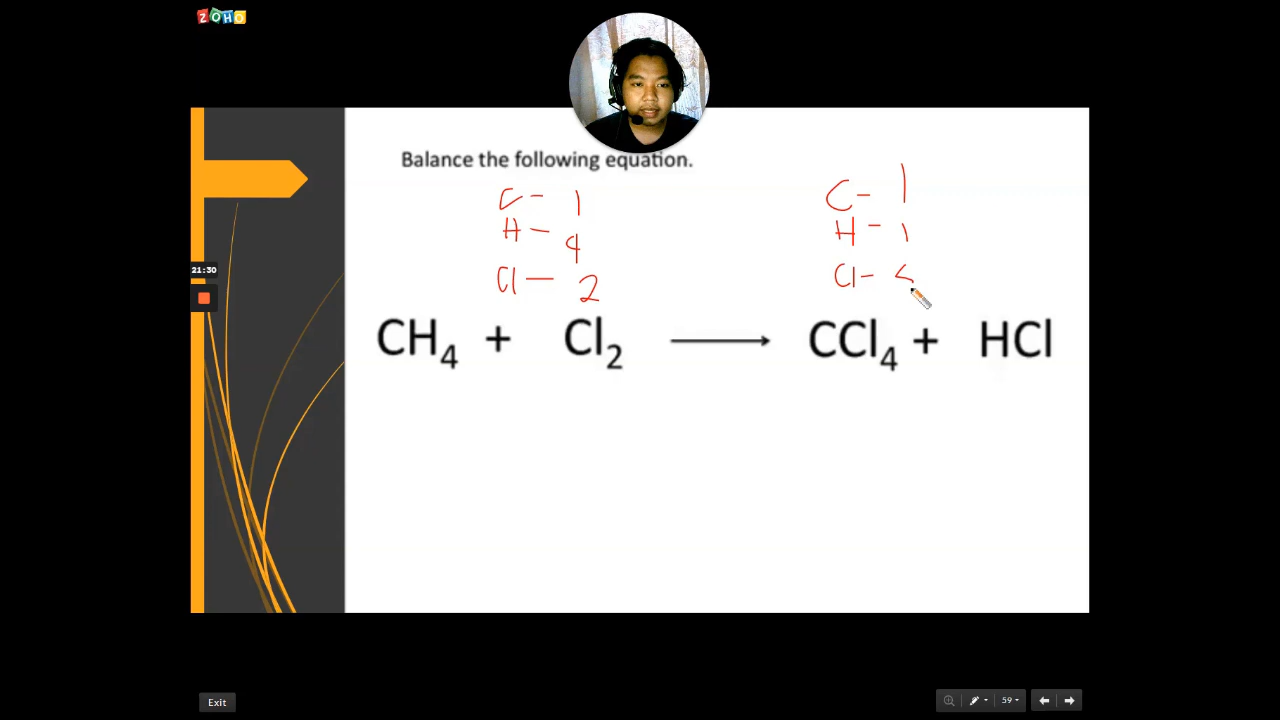 ZOHO
Balance the following equation.
C - 1
H - 4
Cl - 2
C - 1
H - 1
Cl -
21:30
CH4 + Cl2 → CCl4 + HCl
Exit
59